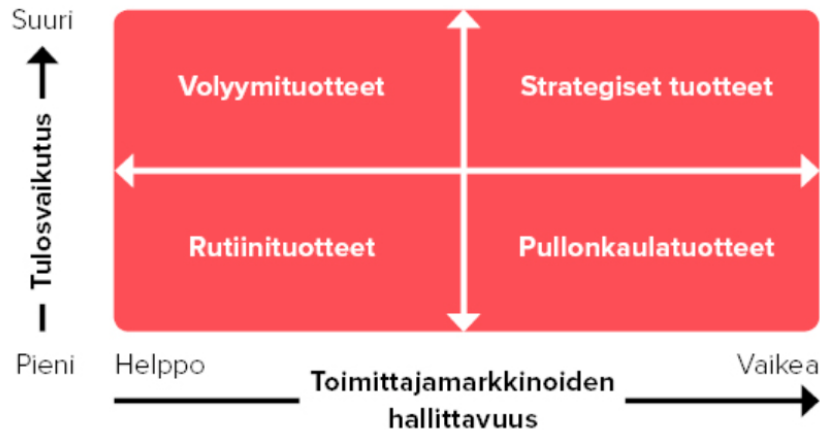 Suuri
Volyymituotteet
Strategiset tuotteet
Tulosvaikutus
Rutiinituotteet
Pullonkaulatuotteet
Pieni
Helppo
Vaikea
Toimittajamarkkinoiden
hallittavuus